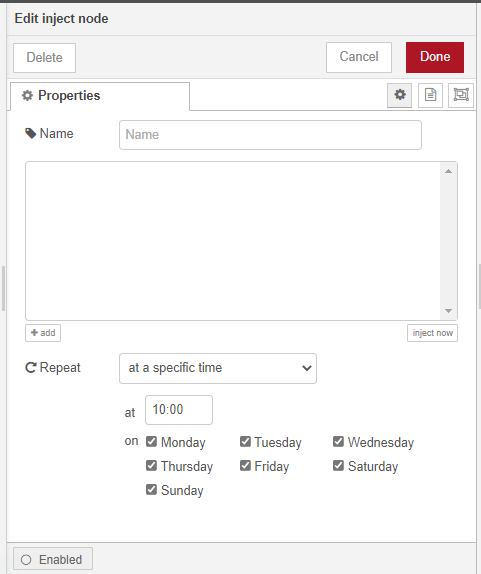 Edit inject node
Delete
Cancel
Done
Properties
Name
Name
add
inject now
Repeat
at a specific time
at
10:00
on
Monday
Tuesday
Wednesday
Thursday
Friday
Saturday
Sunday
Enabled